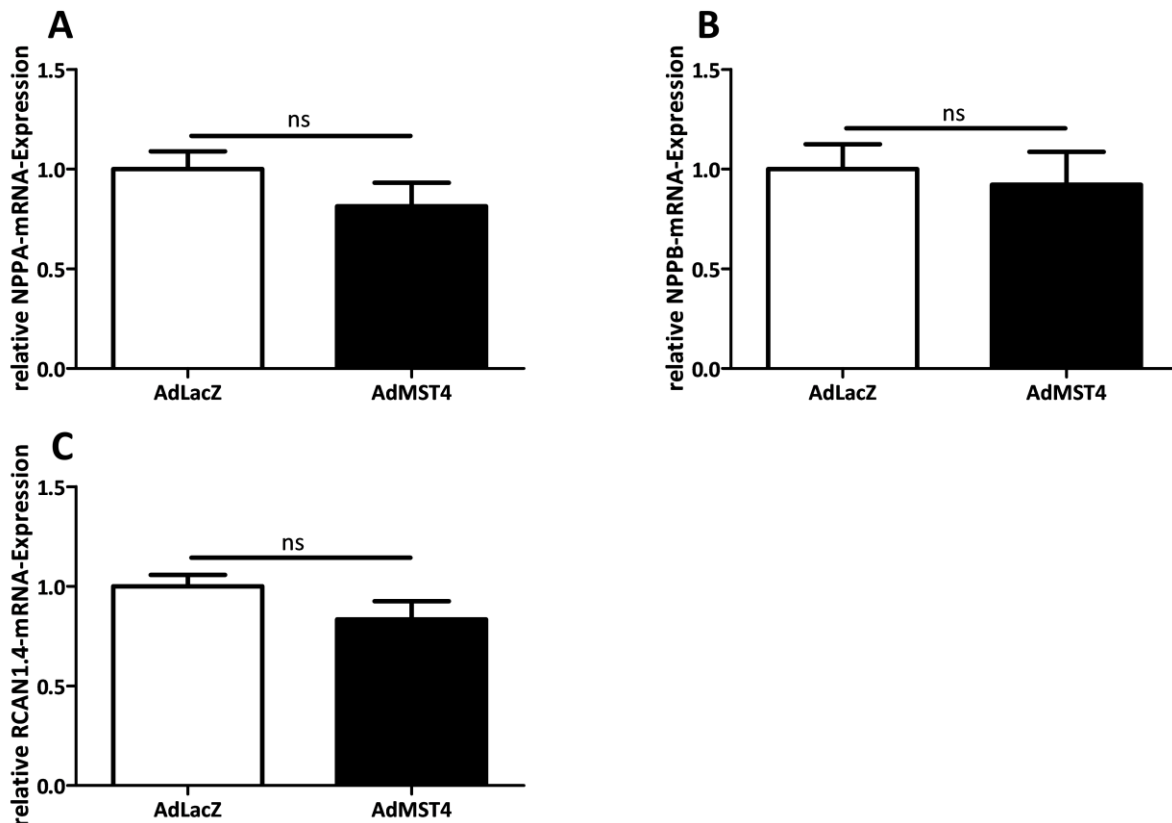 A
relative NPPA-mRNA-Expression
1.5
1.0
0.5
0.0
ns
AdLacZ AdMST4
B
relative NPPB-mRNA-Expression
1.5
1.0
0.5
0.0
ns
AdLacZ AdMST4
C
relative RCAN1.4-mRNA-Expression
1.5
1.0
0.5
0.0
ns
AdLacZ AdMST4